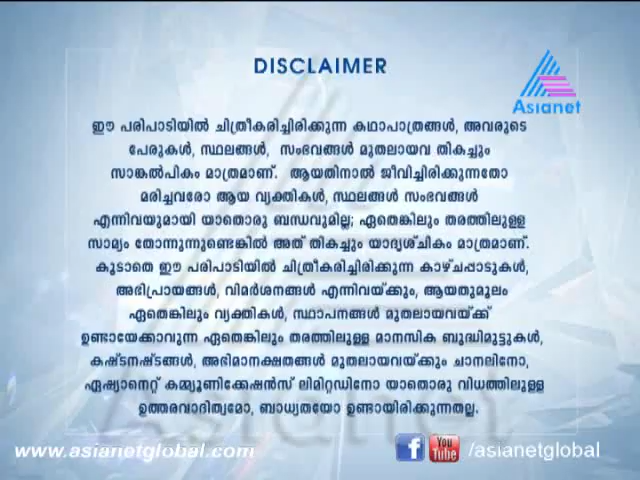 DISCLAIMER
Asianet
ഈ പരിപാടിയിൽ ചിത്രീകരിച്ചിരിക്കുന്ന കഥാപാത്രങ്ങൾ, അവരുടെ
പേരുകൾ, സ്ഥലങ്ങൾ, സംഭവങ്ങൾ മുതലായവ തികച്ചും
സാങ്കൽപികം മാത്രമാണ്. ആയതിനാൽ ജീവിച്ചിരിക്കുന്നതോ
മരിച്ചവരോ ആയ വ്യക്തികൾ, സ്ഥലങ്ങൾ സംഭവങ്ങൾ
എന്നിവയുമായി യാതൊരു ബന്ധവുമില്ല; ഏതെങ്കിലും തരത്തിലുളള
സാമ്യം തോന്നുന്നുണ്ടെങ്കിൽ അത് തികച്ചും യാദൃശ്ചികം മാത്രമാണ്.
കൂടാതെ ഈ പരിപാടിയിൽ ചിത്രീകരിച്ചിരിക്കുന്ന കാഴ്ചപ്പാടുകൾ,
അഭിപ്രായങ്ങൾ, വിമർശനങ്ങൾ എന്നിവയ്ക്കും, ആയതുമൂലം
ഏതെങ്കിലും വ്യക്തികൾ, സ്ഥാപനങ്ങൾ മുതലായവയ്ക്ക്
ഉണ്ടായേക്കാവുന്ന ഏതെങ്കിലും തരത്തിലുള്ള മാനസിക ബുദ്ധിമുട്ടുകൾ,
കഷ്ടനഷ്ടങ്ങൾ, അഭിമാനക്ഷതങ്ങൾ മുതലായവയ്ക്കും ചാനലിനോ,
ഏഷ്യാനെറ്റ് കമ്മ്യൂണിക്കേഷൻസ് ലിമിറ്റഡിനോ യാതൊരു വിധത്തിലുളള
ഉത്തരവാദിത്യമോ, ബാധ്യതയോ ഉണ്ടായിരിക്കുന്നതല്ല.
www.asianetglobal.com
f You Tube /asianetglobal